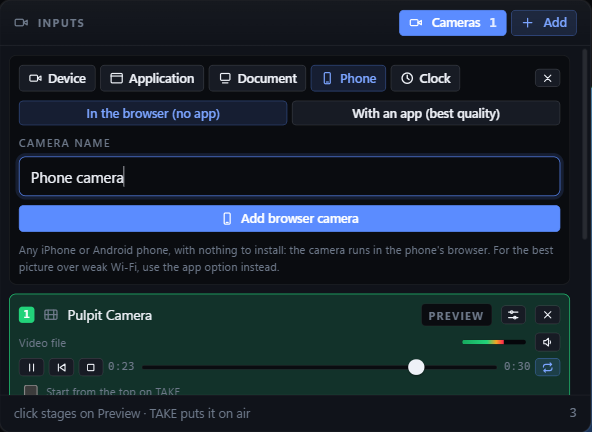 INPUTS
Cameras 1
+ Add
Device
Application
Document
Phone
Clock
In the browser (no app)
With an app (best quality)
CAMERA NAME
Phone camera
Add browser camera
Any iPhone or Android phone, with nothing to install: the camera runs in the phone's browser. For the best
picture over weak Wi-Fi, use the app option instead.
1
Pulpit Camera
PREVIEW
Video file
0:23
0:30
Start from the top on TAKE
click stages on Preview · TAKE puts it on air
3